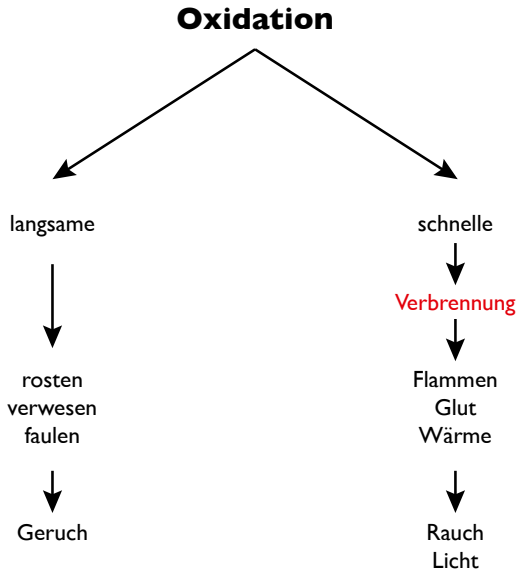 Oxidation
langsame
schnelle
Verbrennung
rosten
verwesen
faulen
Flammen
Glut
Wärme
Geruch
Rauch
Licht